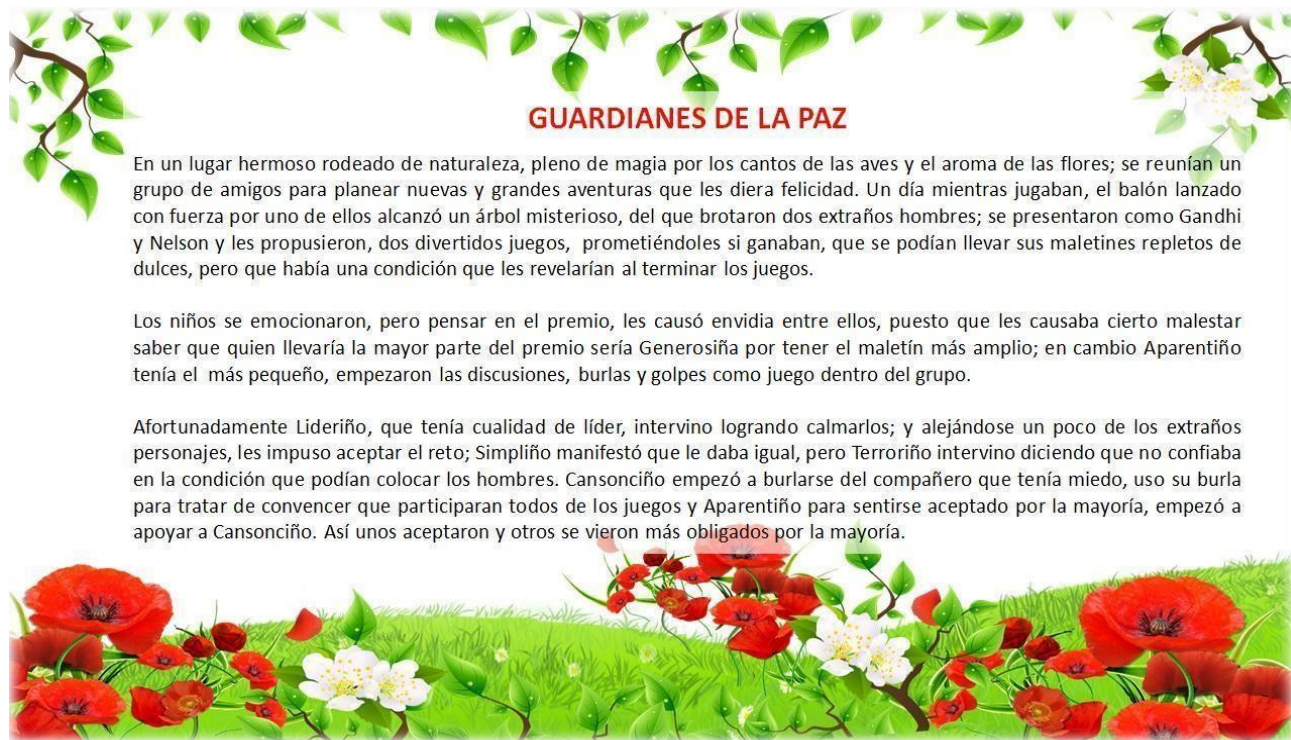 GUARDIANES DE LA PAZ
En un lugar hermoso rodeado de naturaleza, pleno de magia por los cantos de las aves y el aroma de las flores; se reunían un
grupo de amigos para planear nuevas y grandes aventuras que les diera felicidad. Un día mientras jugaban, el balón lanzado
con fuerza por uno de ellos alcanzó un árbol misterioso, del que brotaron dos extraños hombres; se presentaron como Gandhi
y Nelson y les propusieron, dos divertidos juegos, prometiéndoles si ganaban, que se podían llevar sus maletines repletos de
dulces, pero que había una condición que les revelarían al terminar los juegos.
Los niños se emocionaron, pero pensar en el premio, les causó envidia entre ellos, puesto que les causaba cierto malestar
saber que quien llevaría la mayor parte del premio sería Generosiña por tener el maletín más amplio; en cambio Aparentiño
tenía el más pequeño, empezaron las discusiones, burlas y golpes como juego dentro del grupo.
Afortunadamente Lideriño, que tenía cualidad de líder, intervino logrando calmarlos; y alejándose un poco de los extraños
personajes, les impuso aceptar el reto; Simpliño manifestó que le daba igual, pero Terroriño intervino diciendo que no confiaba
en la condición que podían colocar los hombres. Cansonciño empezó a burlarse del compañero que tenía miedo, uso su burla
para tratar de convencer que participaran todos de los juegos y Aparentiño para sentirse aceptado por la mayoría, empezó a
apoyar a Cansonciño. Así unos aceptaron y otros se vieron más obligados por la mayoría.